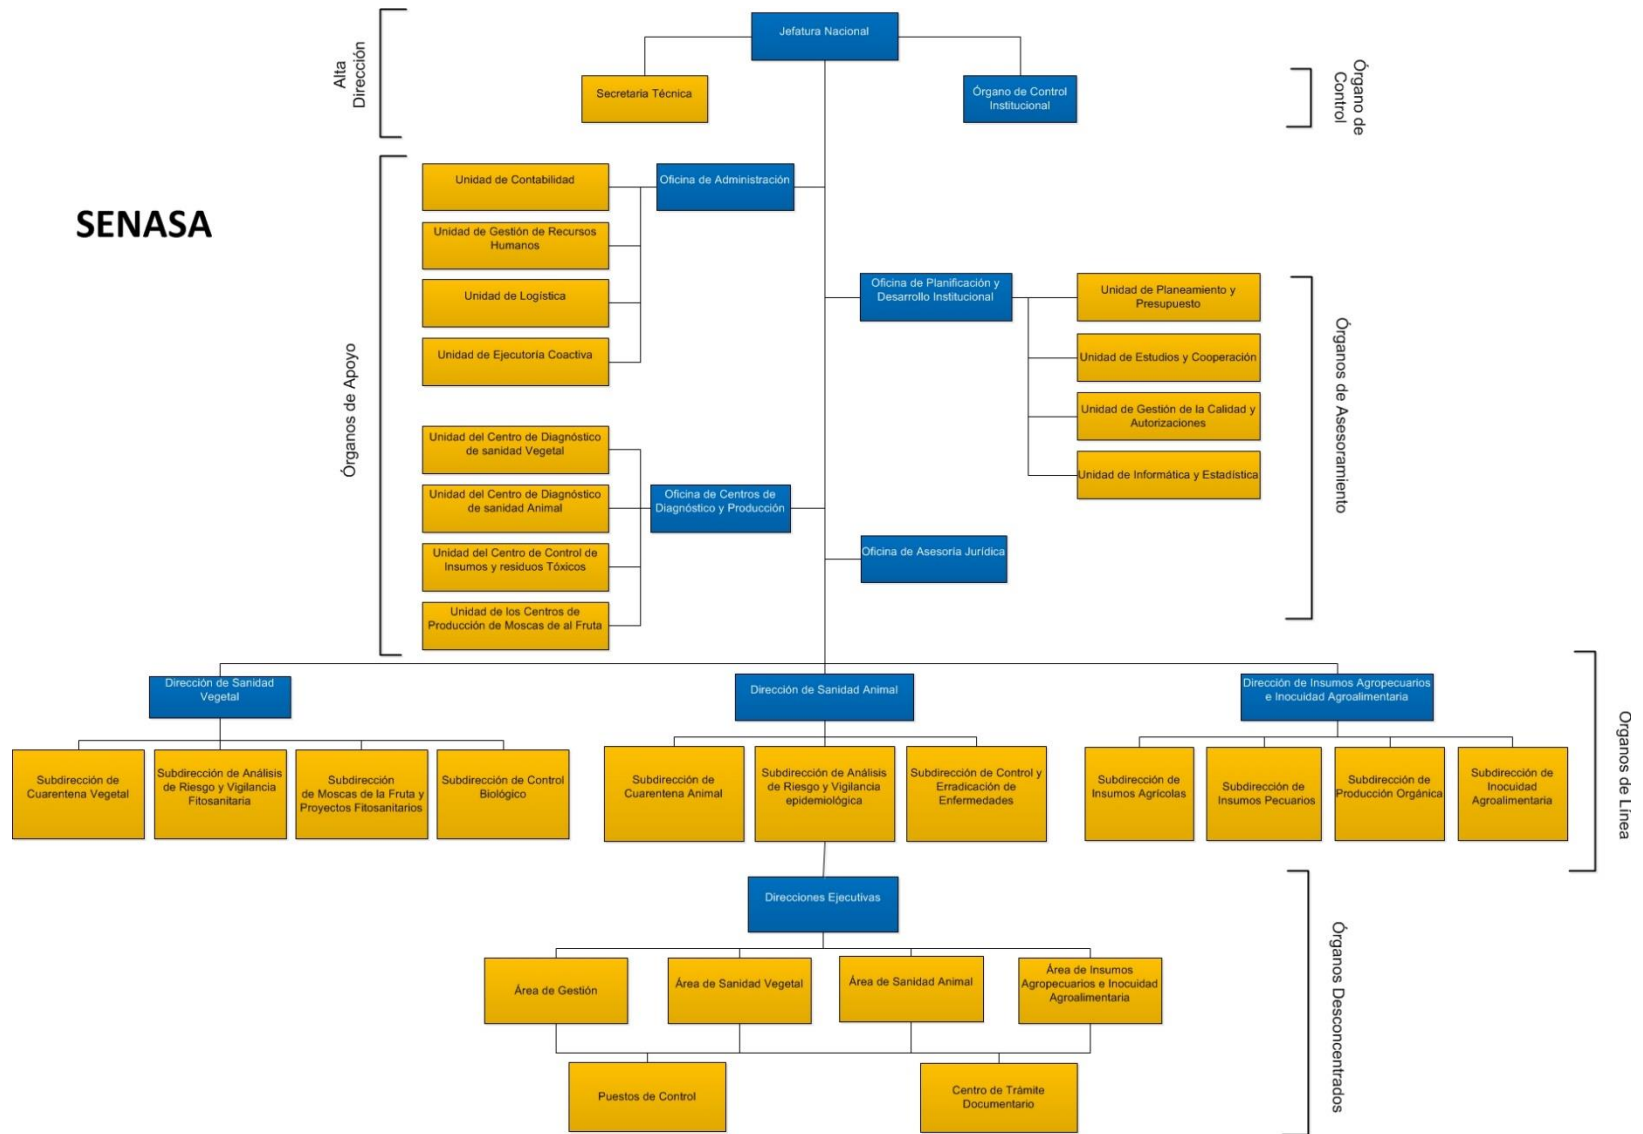 Jefatura Nacional
Alta
Dirección
Secretaria Técnica
Órgano de Control
Institucional
Órgano de
Control
SENASA
Unidad de Contabilidad
Oficina de Administración
Unidad de Gestión de Recursos
Humanos
Unidad de Logística
Unidad de Ejecutoría Coactiva
Órganos de Apoyo
Oficina de Planificación y
Desarrollo Institucional
Unidad de Planeamiento y
Presupuesto
Unidad de Estudios y Cooperación
Unidad de Gestión de la Calidad y
Autorizaciones
Unidad de Informática y Estadística
Órganos de Asesoramiento
Unidad del Centro de Diagnóstico
de sanidad Vegetal
Unidad del Centro de Diagnóstico
de sanidad Animal
Oficina de Centros de
Diagnóstico y Producción
Unidad del Centro de Control de
Insumos y residuos Tóxicos
Unidad de los Centros de
Producción de Moscas de al Fruta
Oficina de Asesoría Jurídica
Dirección de Sanidad
Vegetal
Dirección de Sanidad Animal
Dirección de Insumos Agropecuarios
e Inocuidad Agroalimentaria
Organos de Línea
Subdirección de
Cuarentena Vegetal
Subdirección de Análisis
de Riesgo y Vigilancia
Fitosanitaria
Subdirección
de Moscas de la Fruta y
Proyectos Fitosanitarios
Subdirección de Control
Biológico
Subdirección de
Cuarentena Animal
Subdirección de Análisis
de Riesgo y Vigilancia
epidemiológica
Subdirección de Control y
Erradicación de
Enfermedades
Subdirección de
Insumos Agrícolas
Subdirección de
Insumos Pecuarios
Subdirección de
Producción Orgánica
Subdirección de
Inocuidad
Agroalimentaria
Direcciones Ejecutivas
Órganos Desconcentrados
Área de Gestión
Área de Sanidad Vegetal
Área de Sanidad Animal
Área de Insumos
Agropecuarios e Inocuidad
Agroalimentaria
Puestos de Control
Centro de Trámite
Documentario